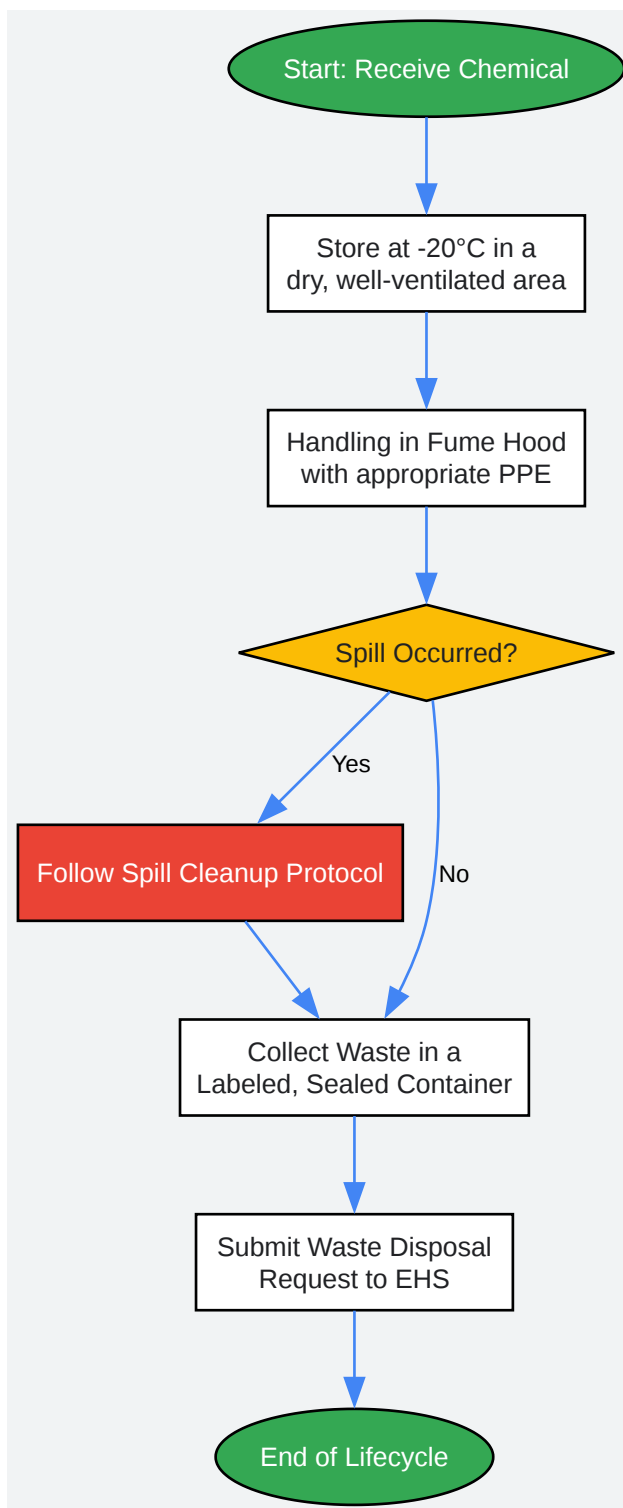 Start: Receive Chemical
Store at -20°C in a
dry, well-ventilated area
Handling in Fume Hood
with appropriate PPE
Spill Occurred?
Yes
Follow Spill Cleanup Protocol
No
Collect Waste in a
Labeled, Sealed Container
Submit Waste Disposal
Request to EHS
End of Lifecycle